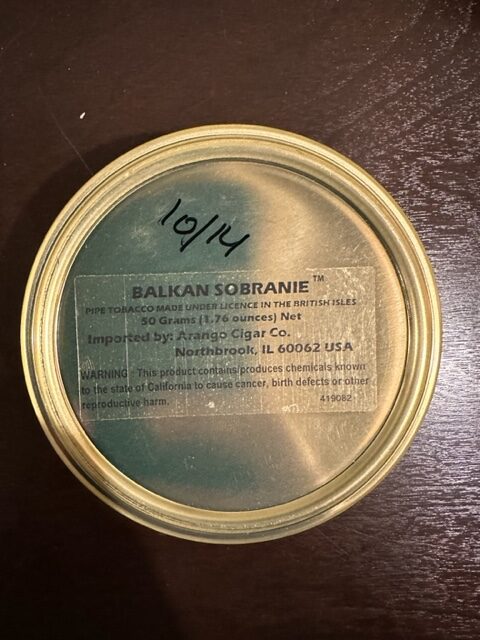 10/14
BALKAN SOBRANIE™
PIPE TOBACCO MADE UNDER LICENCE IN THE BRITISH ISLES
50 Grams (1.76 ounces) Net
Imported by: Arango Cigar Co.
Northbrook, IL 60062 USA
WARNING - This product contains/produces chemicals known
to the state of California to cause cancer, birth defects or other
reproductive harm.
419082